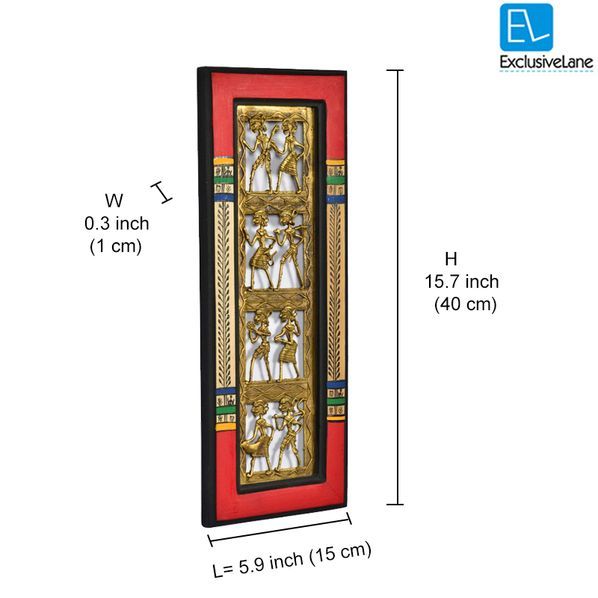 EL
ExclusiveLane
W
0.3 inch
(1 cm)
H
15.7 inch
(40 cm)
L= 5.9 inch (15 cm)